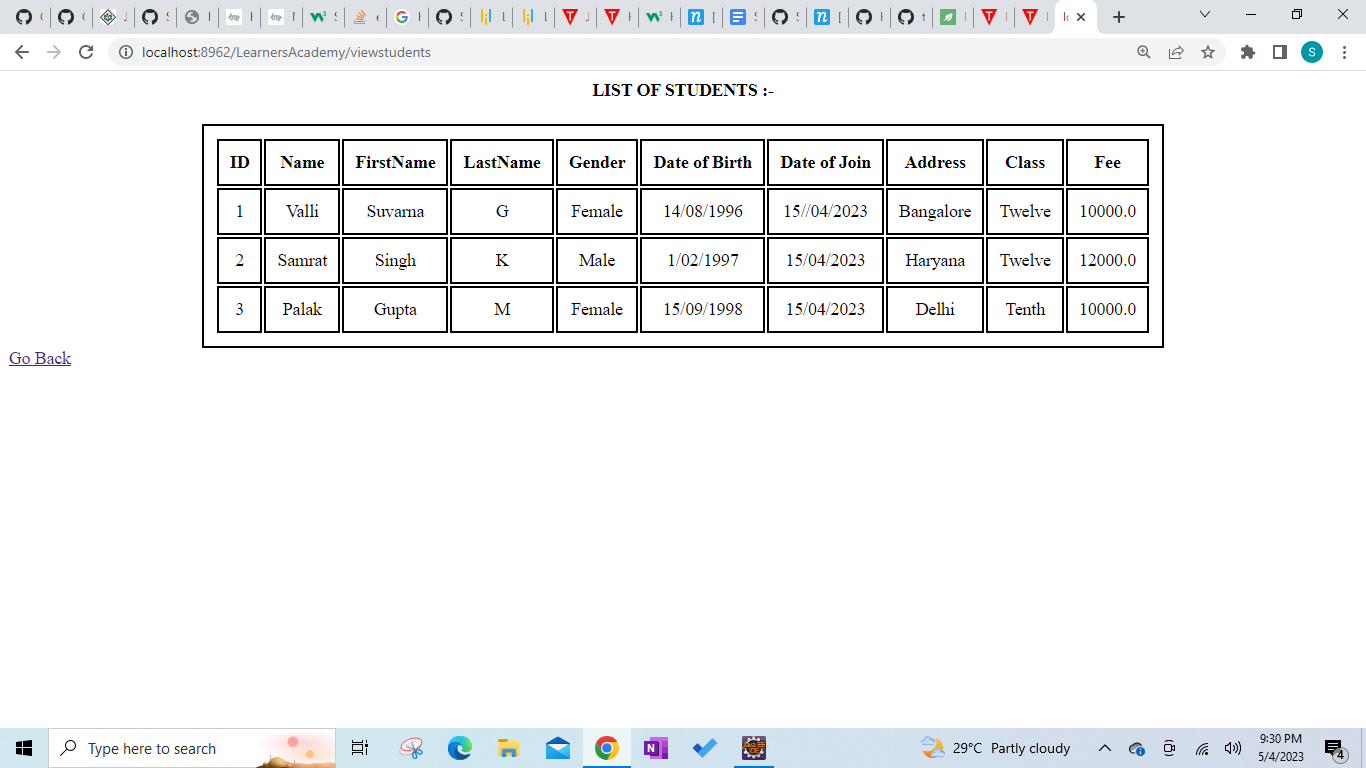 localhost:8962/LearnersAcademy/viewstudents
S
LIST OF STUDENTS :-
ID Name FirstName LastName Gender Date of Birth Date of Join Address Class Fee
1 Valli Suvarna G Female 14/08/1996 15//04/2023 Bangalore Twelve 10000.0
2 Samrat Singh K Male 1/02/1997 15/04/2023 Haryana Twelve 12000.0
3 Palak Gupta M Female 15/09/1998 15/04/2023 Delhi Tenth 10000.0
Go Back
Type here to search
29°C Partly cloudy
9:30 PM
5/4/2023
4